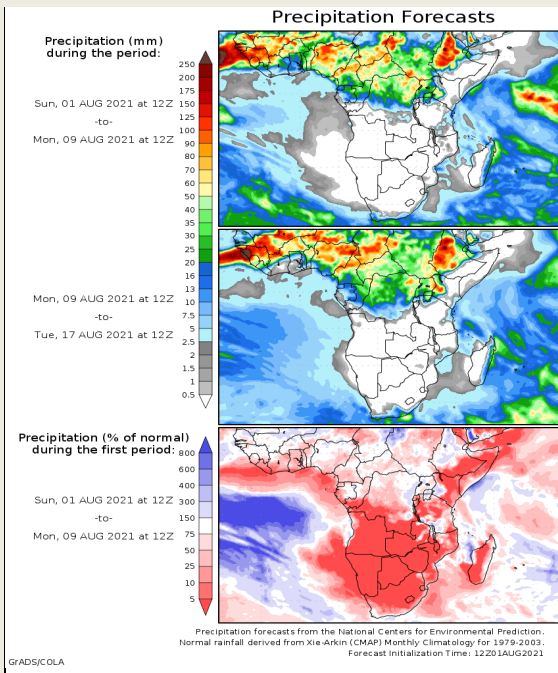 Precipitation Forecasts
Precipitation (mm)
during the period:
250
200
175
150
125
100
90
80
70
60
50
40
35
30
25
20
16
13
10
7.5
5
2.5
2
1.5
1
0.5
Sun, 01 AUG 2021 at 12Z
-to-
Mon, 09 AUG 2021 at 12Z
Mon, 09 AUG 2021 at 12Z
-to-
Tue, 17 AUG 2021 at 12Z
Precipitation (% of normal)
during the first period:
800
600
400
300
150
75
50
25
10
5
Sun, 01 AUG 2021 at 12Z
-to-
Mon, 09 AUG 2021 at 12Z
Precipitation forecasts from the National Centers for Environmental Prediction.
Normal rainfall derived from Xie-Arkin (CMAP) Monthly Climatology for 1979-2003.
Forecast Initialization Time: 12Z01AUG2021
GrADS/COLA